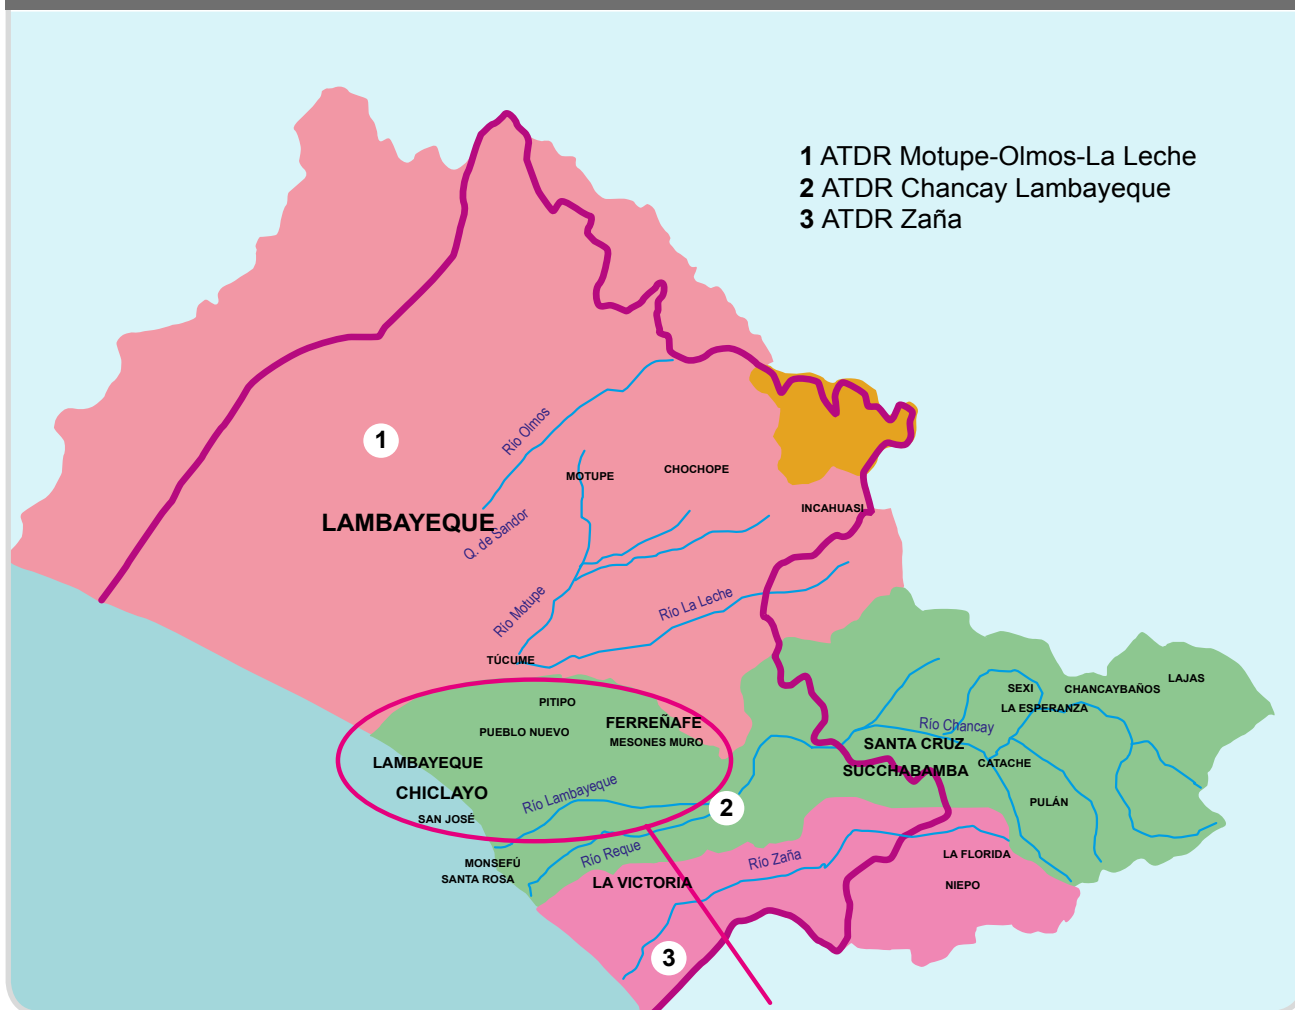 1 ATDR Motupe-Olmos-La Leche
2 ATDR Chancay Lambayeque
3 ATDR Zaña
1
Río Olmos
MOTUPE
CHOCHOPE
INCAHUASI
LAMBAYEQUE
Q. de Sandor
Río Motupe
Río La Leche
TÚCUME
PITIPO
FERREÑAFE
PUEBLO NUEVO
MESONES MURO
LAMBAYEQUE
CHICLAYO
SAN JOSÉ
Río Lambayeque
2
LAJAS
SEXI
CHANCAYBAÑOS
LA ESPERANZA
Río Chancay
SANTA CRUZ
SUCCHABAMBA
CATACHE
PULÁN
MONSEFÚ
SANTA ROSA
Río Reque
Río Zaña
LA VICTORIA
LA FLORIDA
NIEPO
3